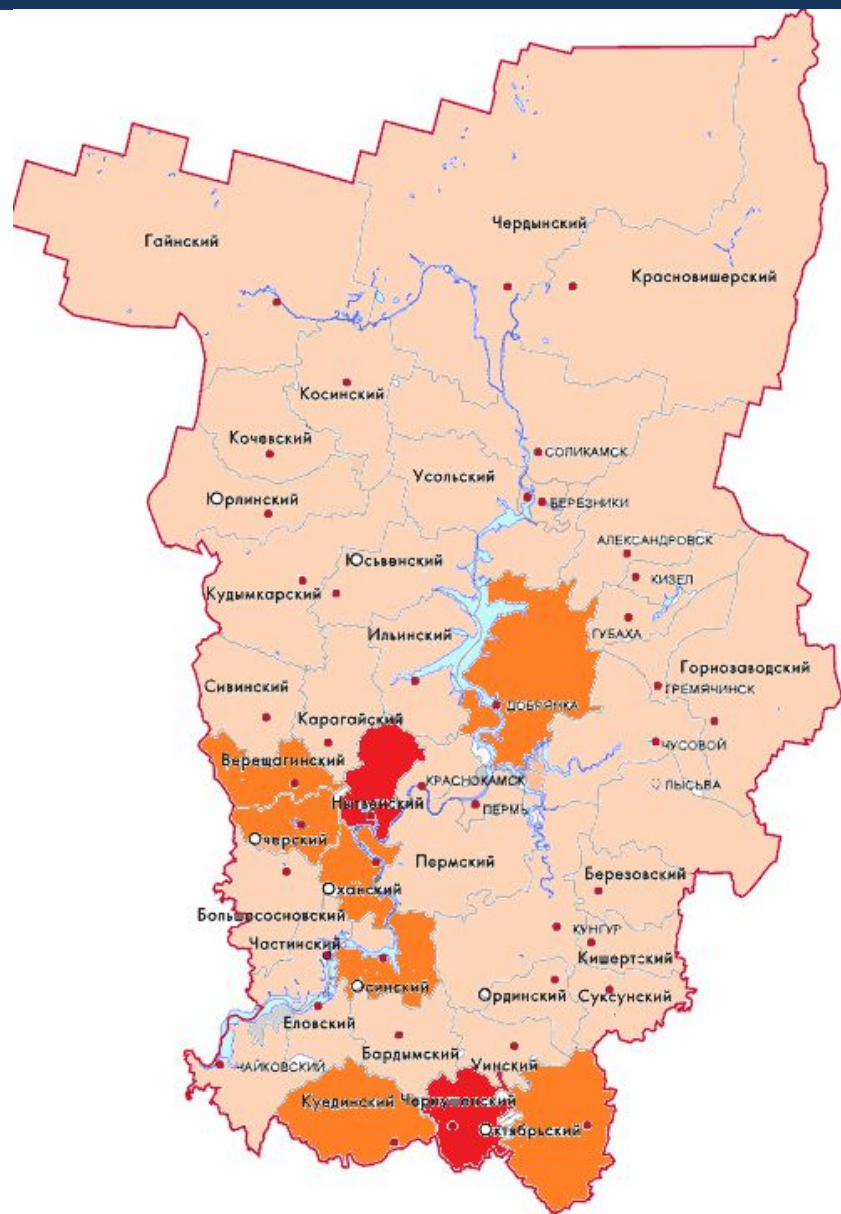 Чердынский
Гайнский
Красновишерский
Косинский
Кочевский
СОЛИКАМСК
Усольский
Юрлинский
БЕРЕЗНИКИ
АЛЕКСАНДРОВСК
Юсьвенский
КИЗЕЛ
Кудымкарский
ГУБАХА
Ильинский
Горнозаводский
Сивинский
ГРЕМЯЧИНСК
ДОБРЯНКА
Карагайский
ЧУСОВОЙ
Верещагинский
КРАСНОКАМСК
ЛЫСЬВА
Нытвенский
ПЕРМЬ
Очерский
Пермский
Березовский
Оханский
Большесосновский
КУНГУР
Частинский
Кишертский
Осинский
Ординский
Суксунский
Еловский
Бардымский
Уинский
ЧАЙКОВСКИЙ
Куединский
Чернушинский
Октябрьский